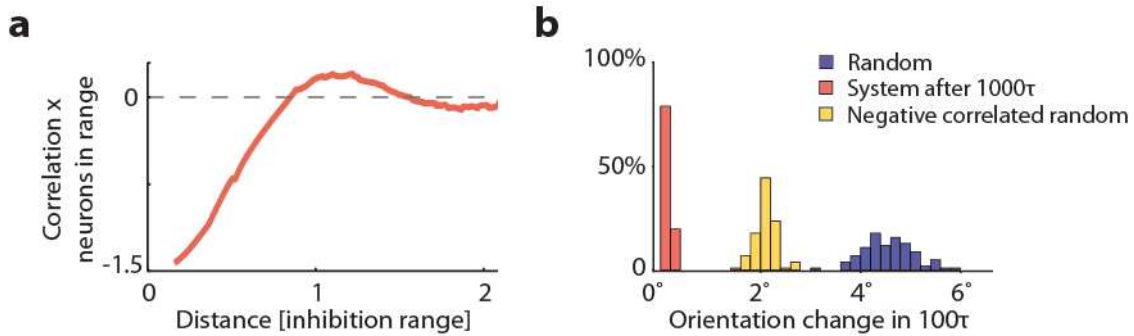 a
Correlation x
neurons in range
0
-1.5
0
1
2
Distance [inhibition range]
b
100%
50%
0
Random
System after 1000τ
Negative correlated random
0°
2°
4°
6°
Orientation change in 100τ